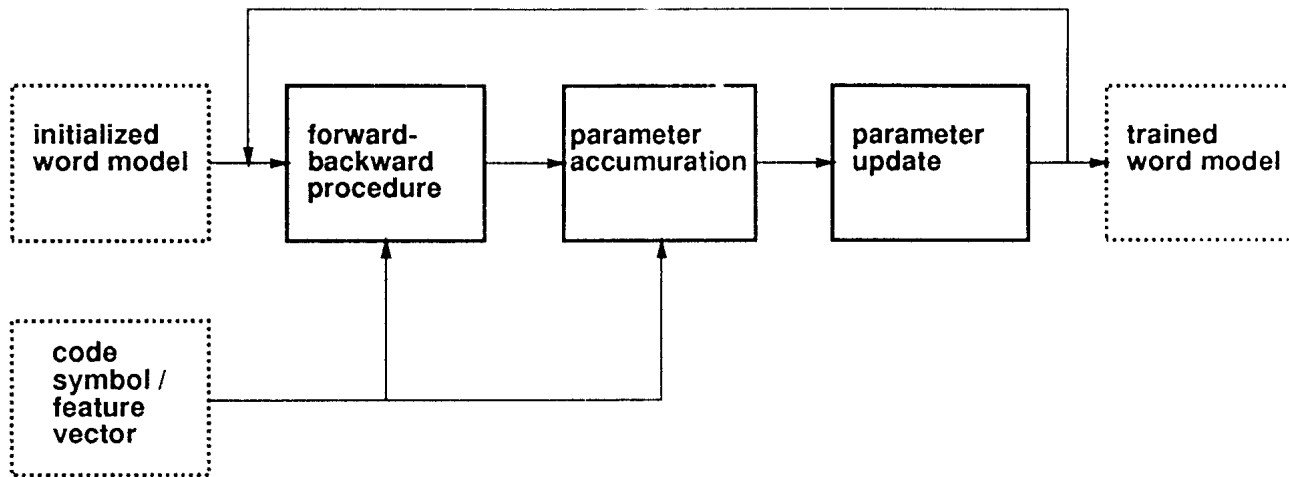 initialized
word model
forward-
backward
procedure
parameter
accumuration
parameter
update
trained
word model
code
symbol /
feature
vector